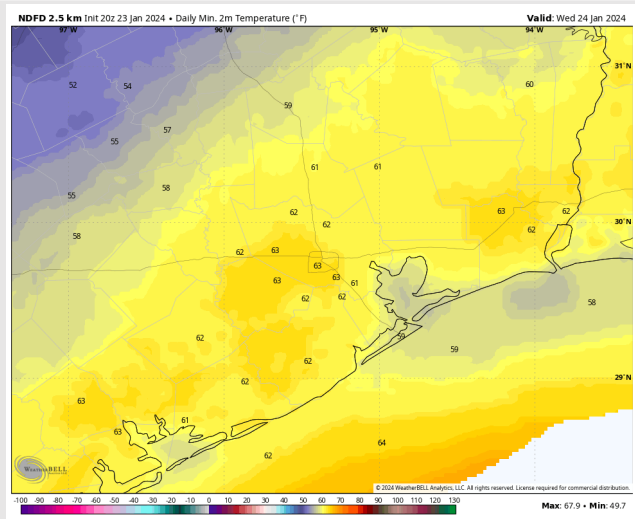 NDFD 2.5 km Init 20z 23 Jan 2024 • Daily Min. 2m Temperature (°F)
Valid: Wed 24 Jan 2024
97°W 96°W 95°W 94°W
31°N
52 54 60
59
57
55
61 61
55 58
62 63 62
62 30°N
58 62
62 63
63
63 63 61
62 62 58
62 59
59
62 29°N
62
63
61
63 64
62
WeatherBELL
© 2024 WeatherBELL Analytics, LLC. All rights reserved. License required for commercial distribution.
-100 -90 -80 -70 -60 -50 -40 -30 -20 -10 0 10 20 30 40 50 60 70 80 90 100 110 120 130
Max: 67.9 • Min: 49.7